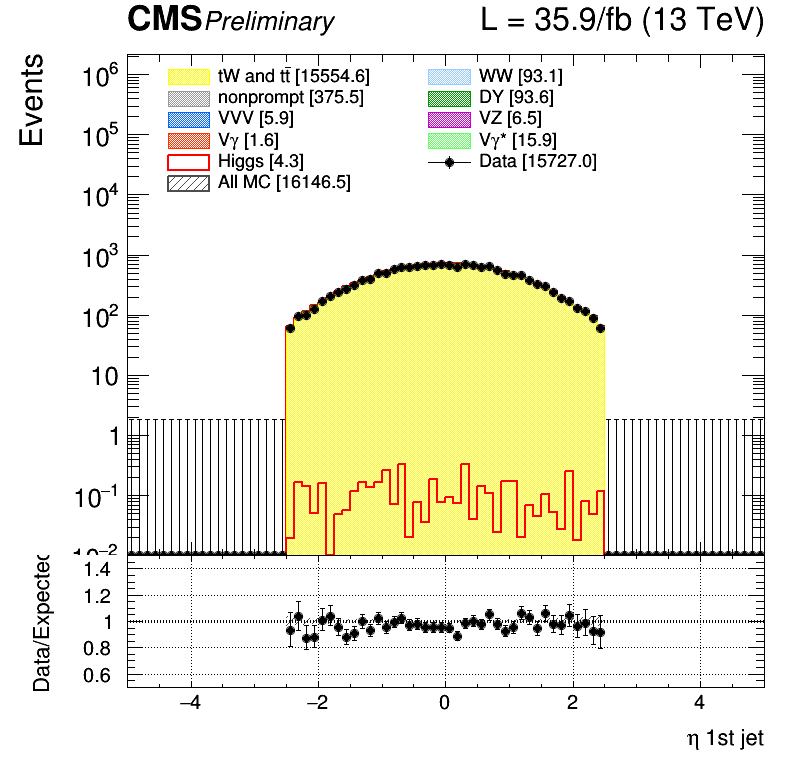 CMS Preliminary L = 35.9/fb (13 TeV)
Events
10⁶
10⁵
10⁴
10³
10²
10
1
10⁻¹
10⁻²
tW and tt̄ [15554.6]
nonprompt [375.5]
VVV [5.9]
Vγ [1.6]
Higgs [4.3]
All MC [16146.5]
WW [93.1]
DY [93.6]
VZ [6.5]
Vγ* [15.9]
Data [15727.0]
Data/Expected
1.4
1.2
1
0.8
0.6
−4 −2 0 2 4
η 1st jet